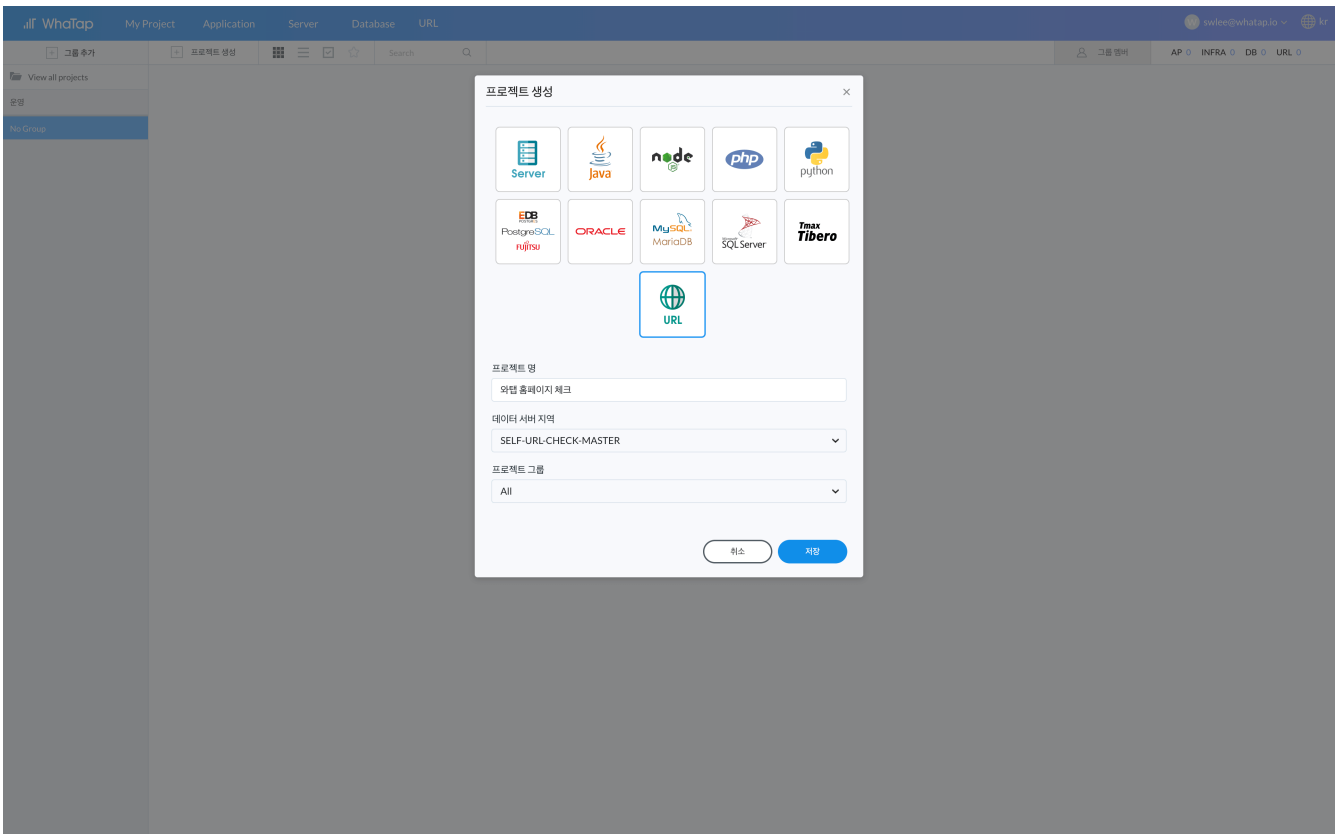 WhaTap My Project Application Server Database URL swlee@whatap.io kr
그룹 추가 프로젝트 생성 Search 그룹 멤버 AP 0 INFRA 0 DB 0 URL 0
View all projects
운영
No Group
프로젝트 생성
Server Java node JS php python
EDB POSTGRES PostgreSQL FUJITSU
ORACLE
MySQL MariaDB
Microsoft SQL Server
Tmax Tibero
URL
프로젝트 명
와탭 홈페이지 체크
데이터 서버 지역
SELF-URL-CHECK-MASTER
프로젝트 그룹
All
취소 저장